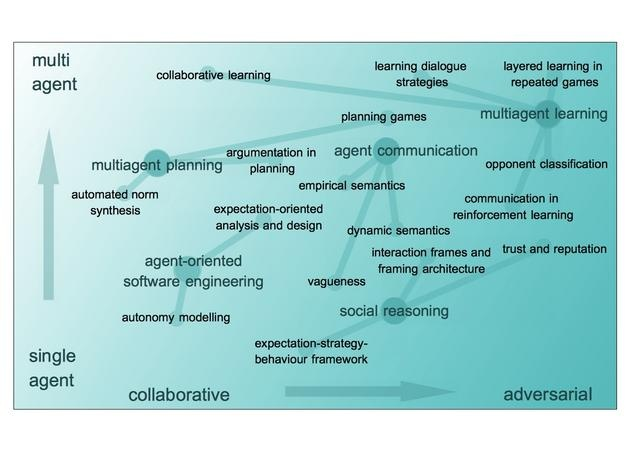 multi
agent
collaborative learning
learning dialogue
strategies
layered learning in
repeated games
planning games
multiagent learning
multiagent planning
argumentation in
planning
agent communication
opponent classification
empirical semantics
automated norm
synthesis
expectation-oriented
analysis and design
communication in
reinforcement learning
dynamic semantics
agent-oriented
software engineering
interaction frames and
framing architecture
trust and reputation
vagueness
autonomy modelling
social reasoning
expectation-strategy-
behaviour framework
single
agent
collaborative
adversarial